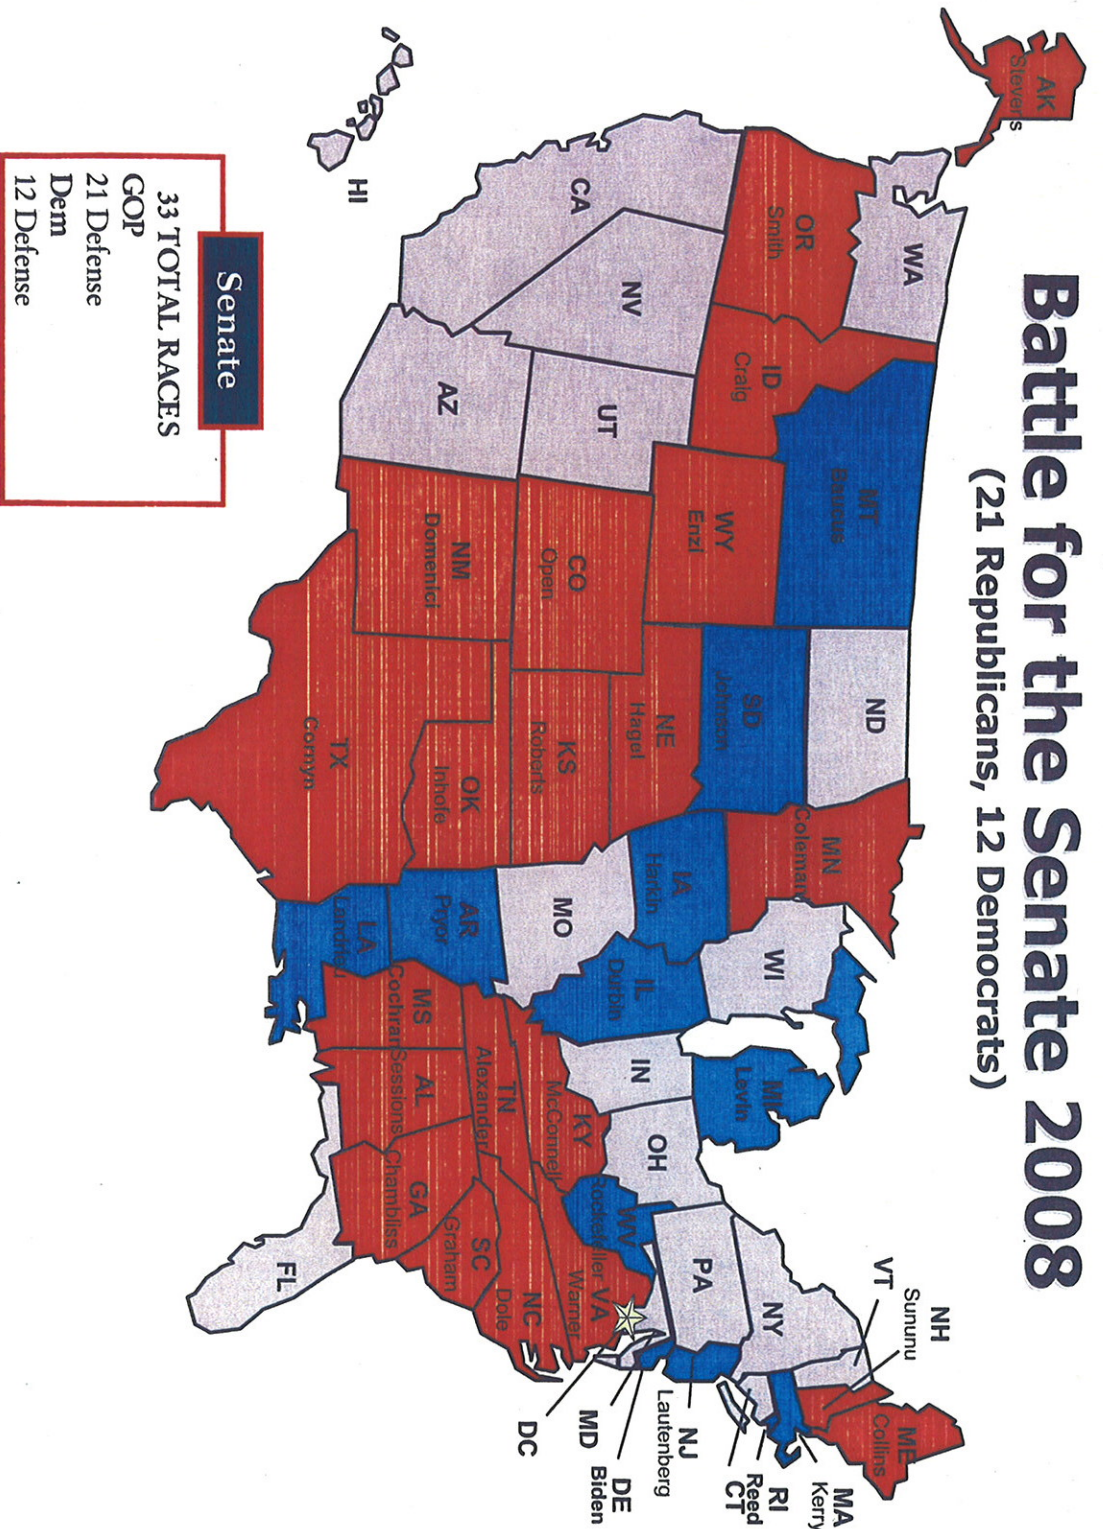 Battle for the Senate 2008
(21 Republicans, 12 Democrats)
AK
Stevens
WA
OR
Smith
ID
Craig
MT
Baucus
ND
MN
Coleman
WI
MI
Levin
VT
NH
Sununu
ME
Collins
MA
Kerry
RI
Reed
CT
NY
PA
NJ
Lautenberg
DE
Biden
MD
DC
CA
NV
UT
WY
Enzi
SD
Johnson
NE
Hagel
IA
Harkin
IL
Durbin
IN
OH
WV
Rockefeller
VA
Warner
AZ
CO
Open
KS
Roberts
MO
KY
McConnell
TN
Alexander
NC
Dole
NM
Domenici
OK
Inhofe
AR
Pryor
SC
Graham
TX
Cornyn
LA
Landrieu
MS
Cochran
AL
Sessions
GA
Chambliss
FL
HI
Senate
33 TOTAL RACES
GOP
21 Defense
Dem
12 Defense